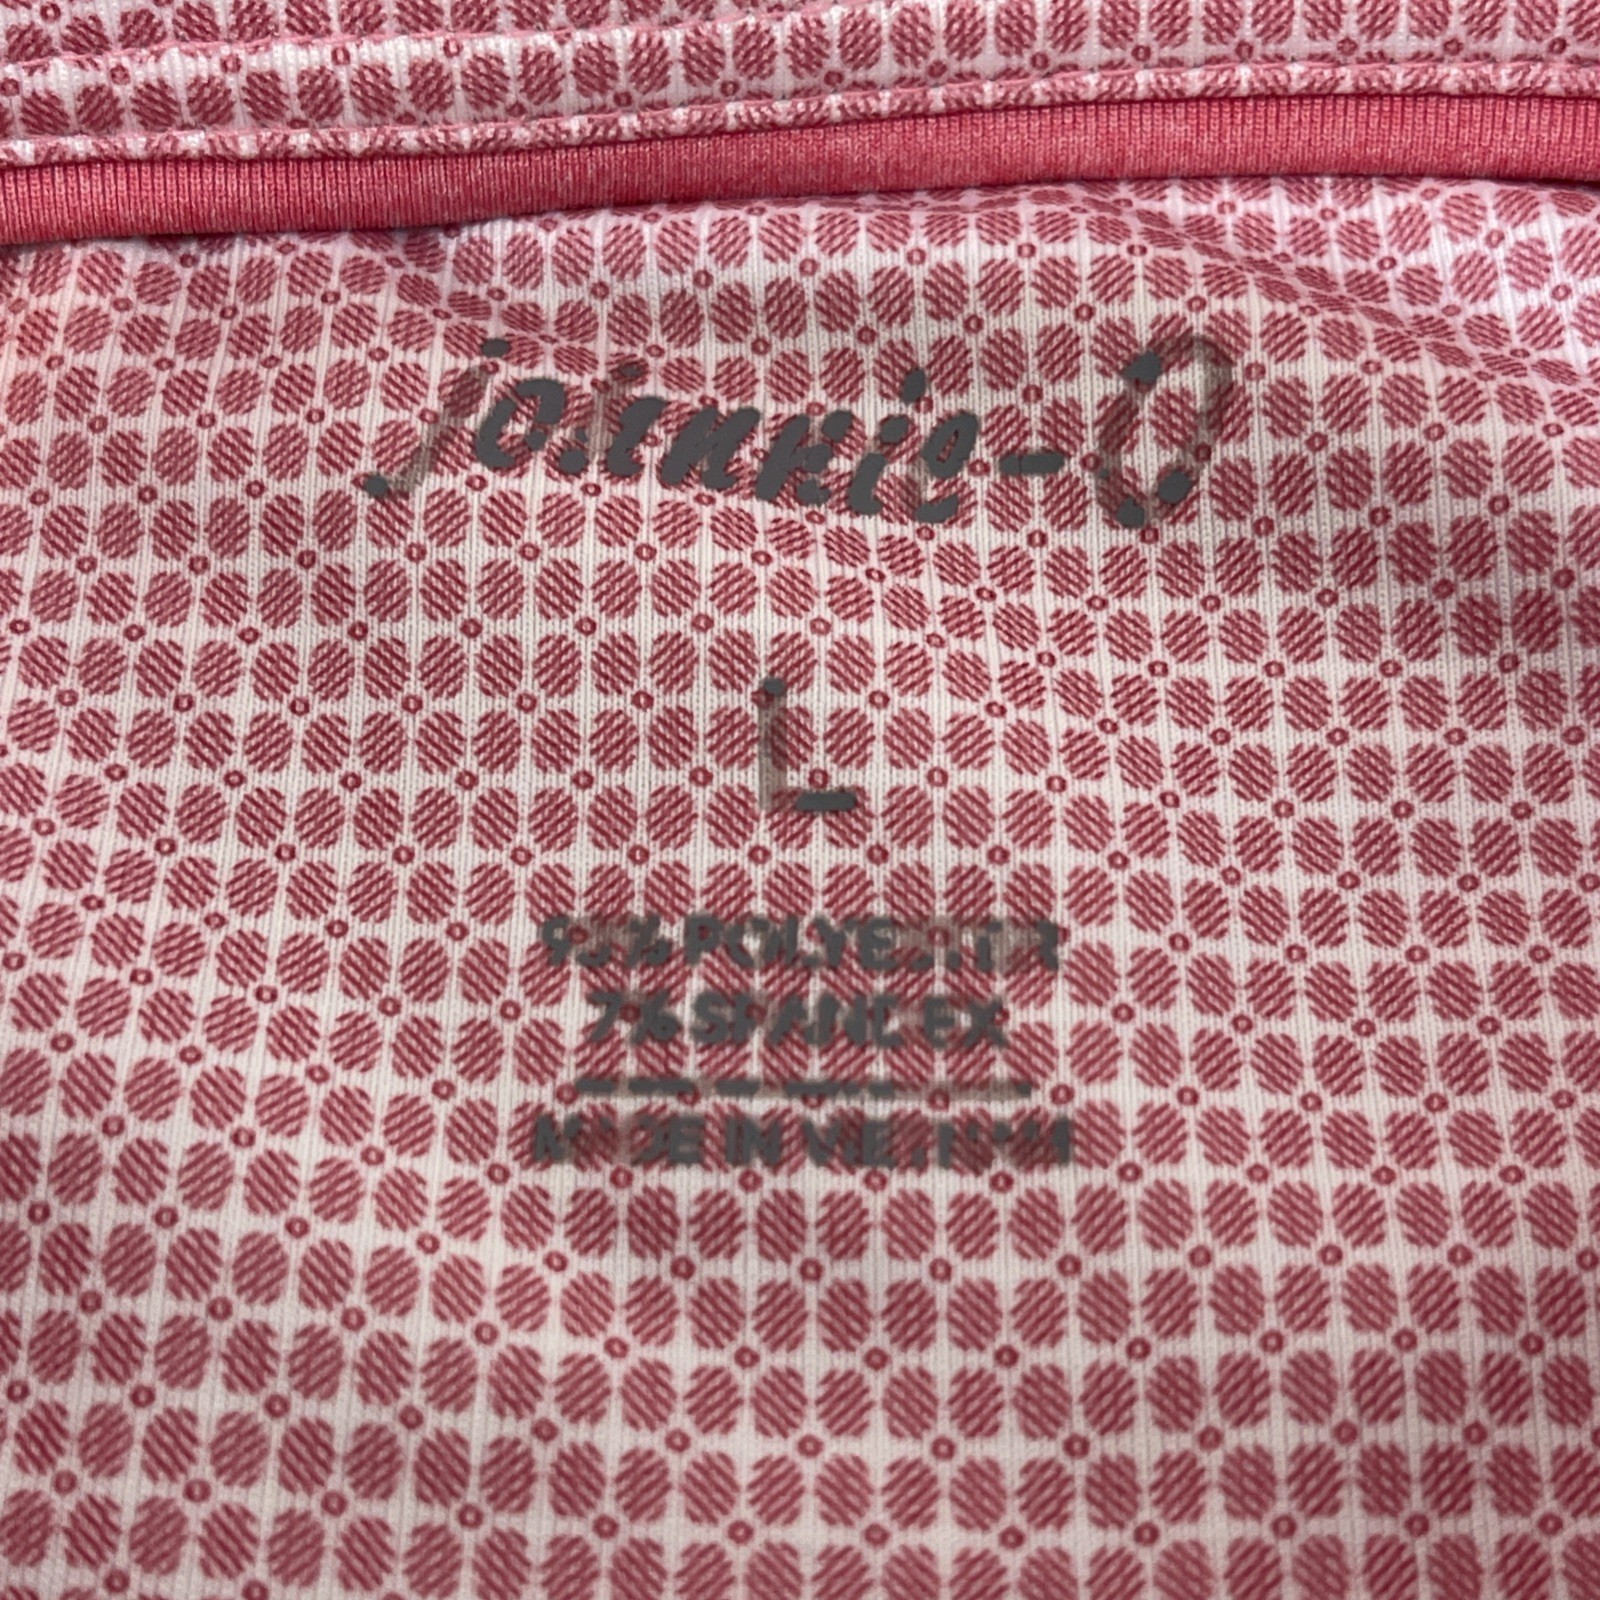 johnnie-O
L
93% POLYESTER
7% SPANDEX
MADE IN VIETNAM